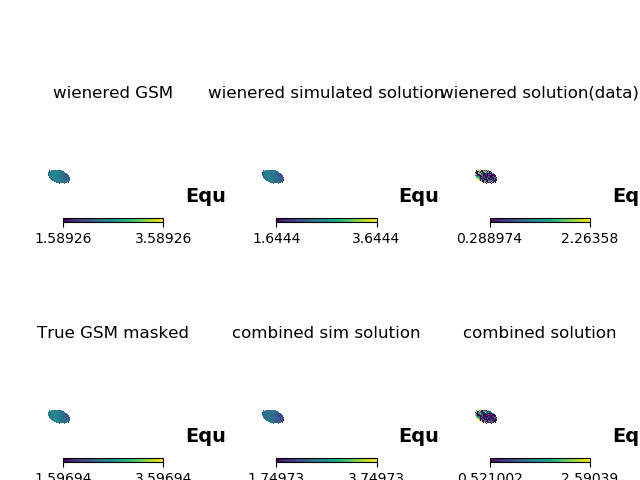 wienered GSM wienered simulated solution wienered solution(data)
Equ Equ Eq
1.58926 3.58926 1.6444 3.6444 0.288974 2.26358
True GSM masked combined sim solution combined solution
Equ Equ Eq
1.59694 3.59694 1.74973 3.74973 0.521002 2.59039